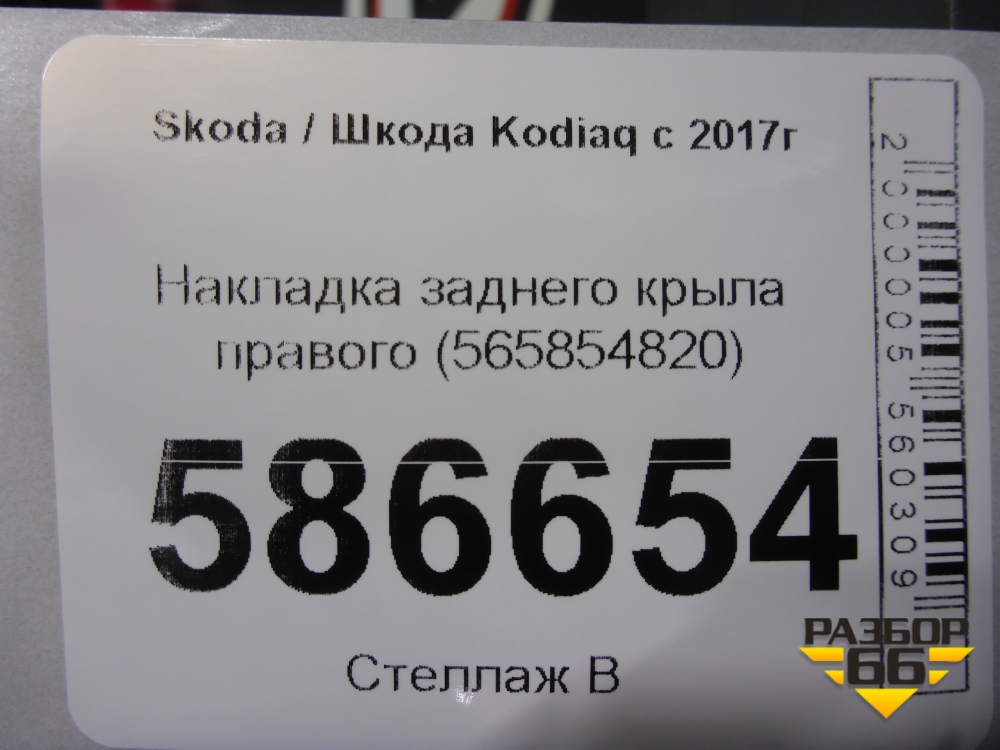 Skoda / Шкода Kodiaq с 2017г
Накладка заднего крыла
правого (565854820)
586654
Стеллаж В
2000005560309
РАЗБОР
66